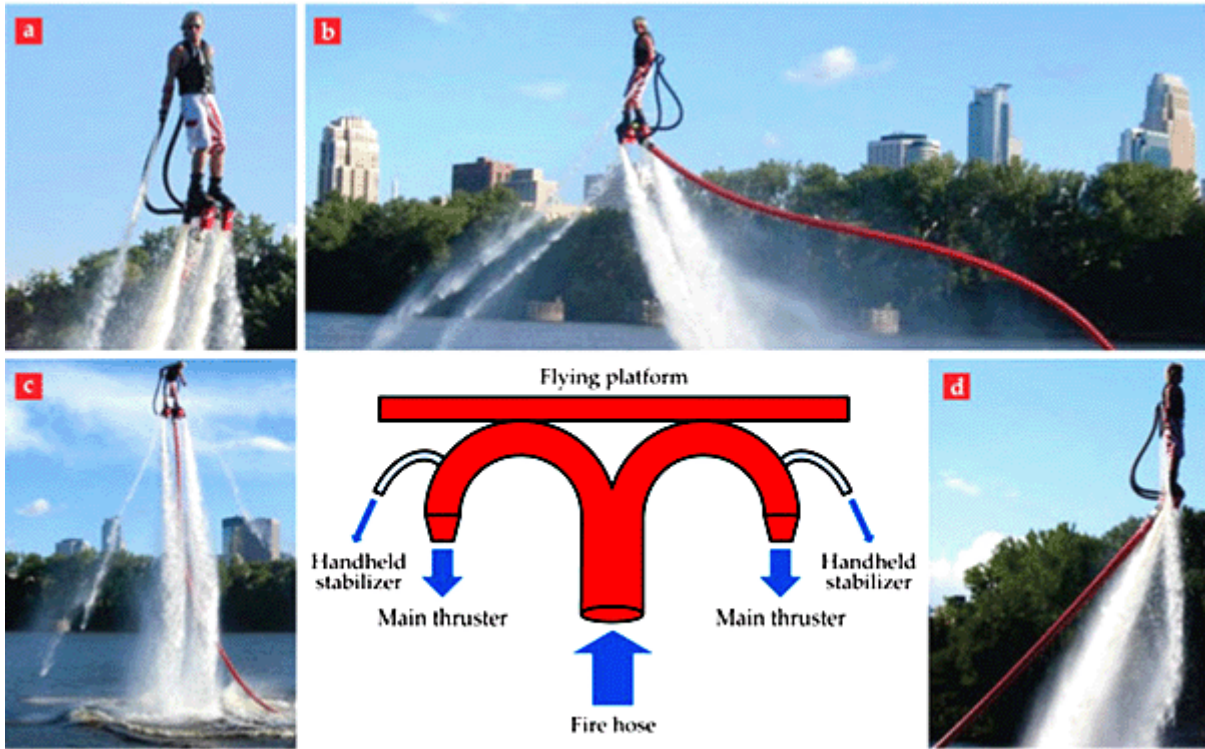 a
b
c
Flying platform
d
Handheld
stabilizer
Handheld
stabilizer
Main thruster
Main thruster
Fire hose